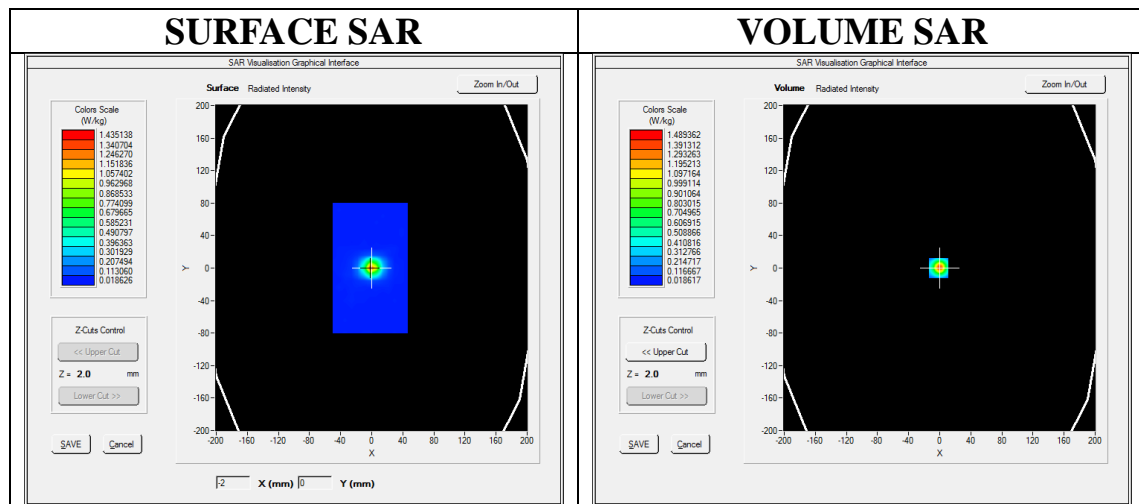 SURFACE SAR
SAR Visualisation Graphical Interface
Surface Radiated Intensity
Zoom In/Out
Colors Scale
(W/kg)
1.435138
1.340704
1.246270
1.151836
1.057402
0.962968
0.868533
0.774099
0.679665
0.585231
0.490797
0.396363
0.301929
0.207494
0.113060
0.018626
Z-Cuts Control
<< Upper Cut
Z = 2.0 mm
Lower Cut >>
SAVE Cancel
200
160
120
80
40
0
-40
-80
-120
-160
-200
Y
-200 -160 -120 -80 -40 0 40 80 120 160 200
X
-2 X (mm) 0 Y (mm)
VOLUME SAR
SAR Visualisation Graphical Interface
Volume Radiated Intensity
Zoom In/Out
Colors Scale
(W/kg)
1.489362
1.391312
1.293263
1.195213
1.097164
0.999114
0.901064
0.803015
0.704965
0.606915
0.508866
0.410816
0.312766
0.214717
0.116667
0.018617
Z-Cuts Control
<< Upper Cut
Z = 2.0 mm
Lower Cut >>
SAVE Cancel
200
160
120
80
40
0
-40
-80
-120
-160
-200
Y
-200 -160 -120 -80 -40 0 40 80 120 160 200
X